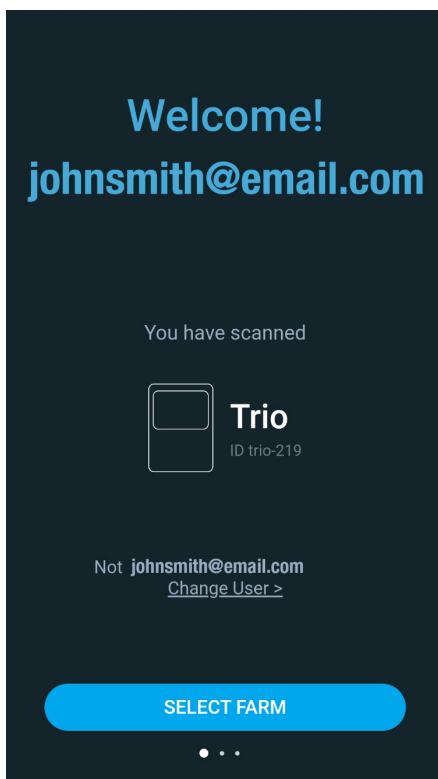 Welcome!
johnsmith@email.com
You have scanned
Trio
ID trio-219
Not johnsmith@email.com
Change User >
SELECT FARM